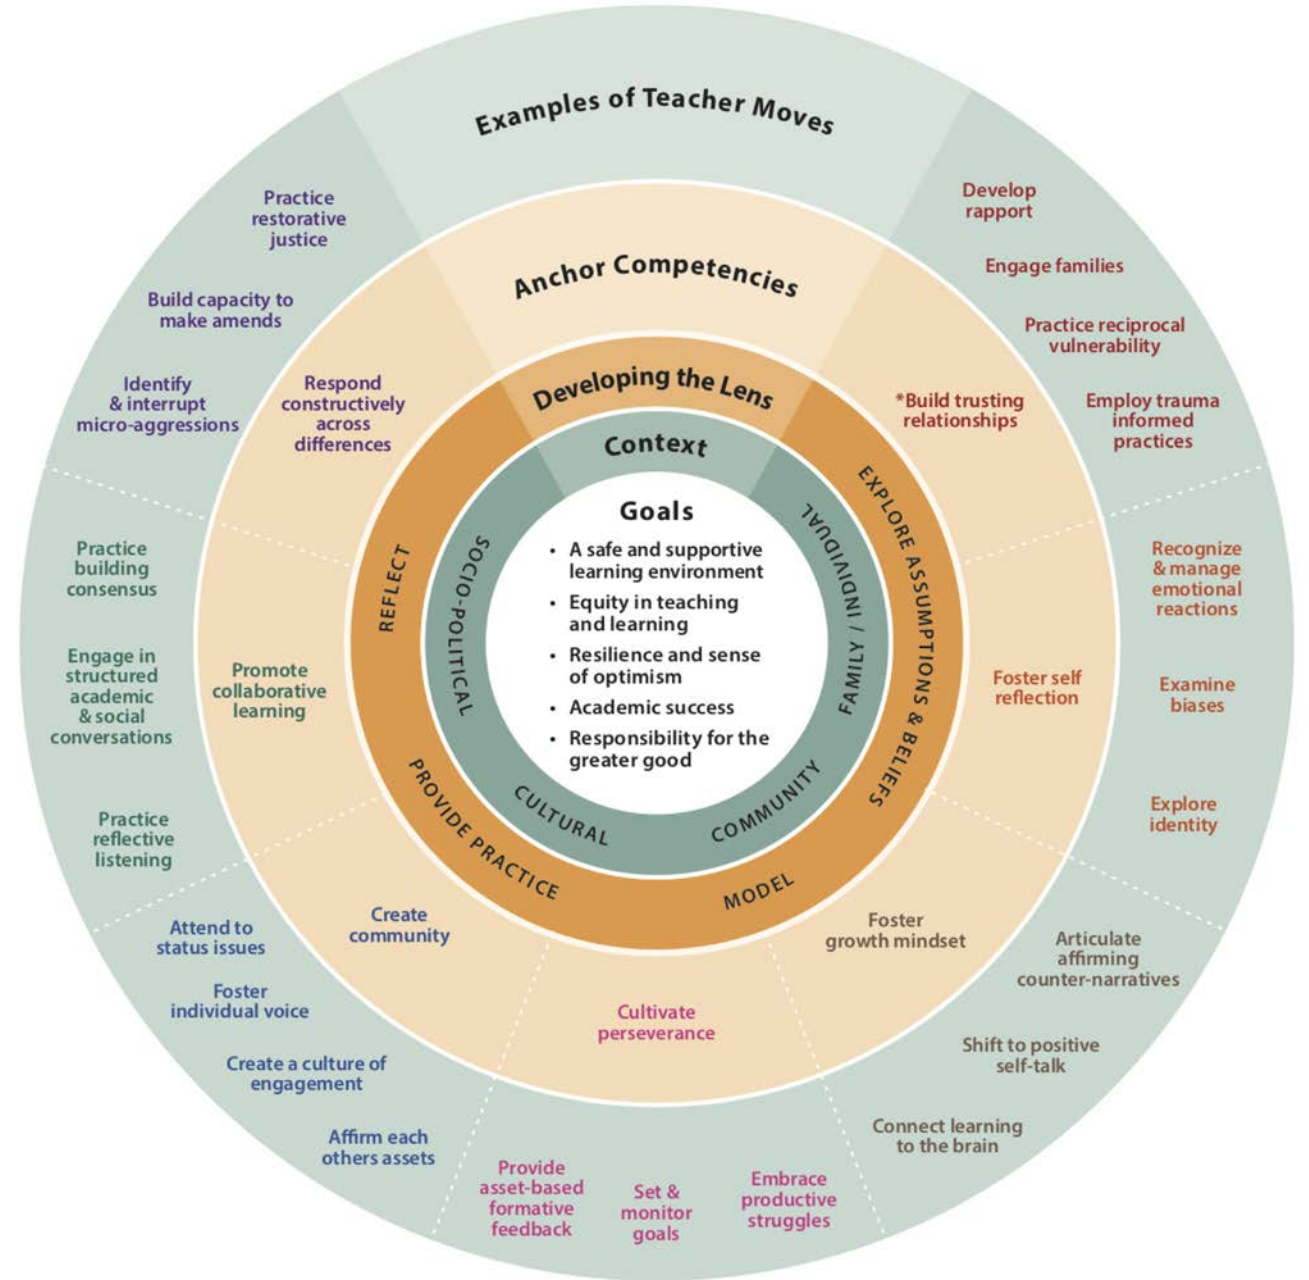 Examples of Teacher Moves
Anchor Competencies
Developing the Lens
Context
Goals
• A safe and supportive
learning environment
• Equity in teaching
and learning
• Resilience and sense
of optimism
• Academic success
• Responsibility for the
greater good
SOCIO-POLITICAL
CULTURAL
COMMUNITY
FAMILY / INDIVIDUAL
REFLECT
PROVIDE PRACTICE
MODEL
EXPLORE ASSUMPTIONS & BELIEFS
*Build trusting
relationships
Develop
rapport
Engage families
Practice reciprocal
vulnerability
Employ trauma
informed
practices
Foster self
reflection
Recognize
& manage
emotional
reactions
Examine
biases
Explore
identity
Foster
growth mindset
Articulate
affirming
counter-narratives
Shift to positive
self-talk
Connect learning
to the brain
Cultivate
perseverance
Embrace
productive
struggles
Set &
monitor
goals
Provide
asset-based
formative
feedback
Create
community
Attend to
status issues
Foster
individual voice
Create a culture of
engagement
Affirm each
others assets
Promote
collaborative
learning
Practice
building
consensus
Engage in
structured
academic
& social
conversations
Practice
reflective
listening
Respond
constructively
across
differences
Practice
restorative
justice
Build capacity to
make amends
Identify
& interrupt
micro-aggressions